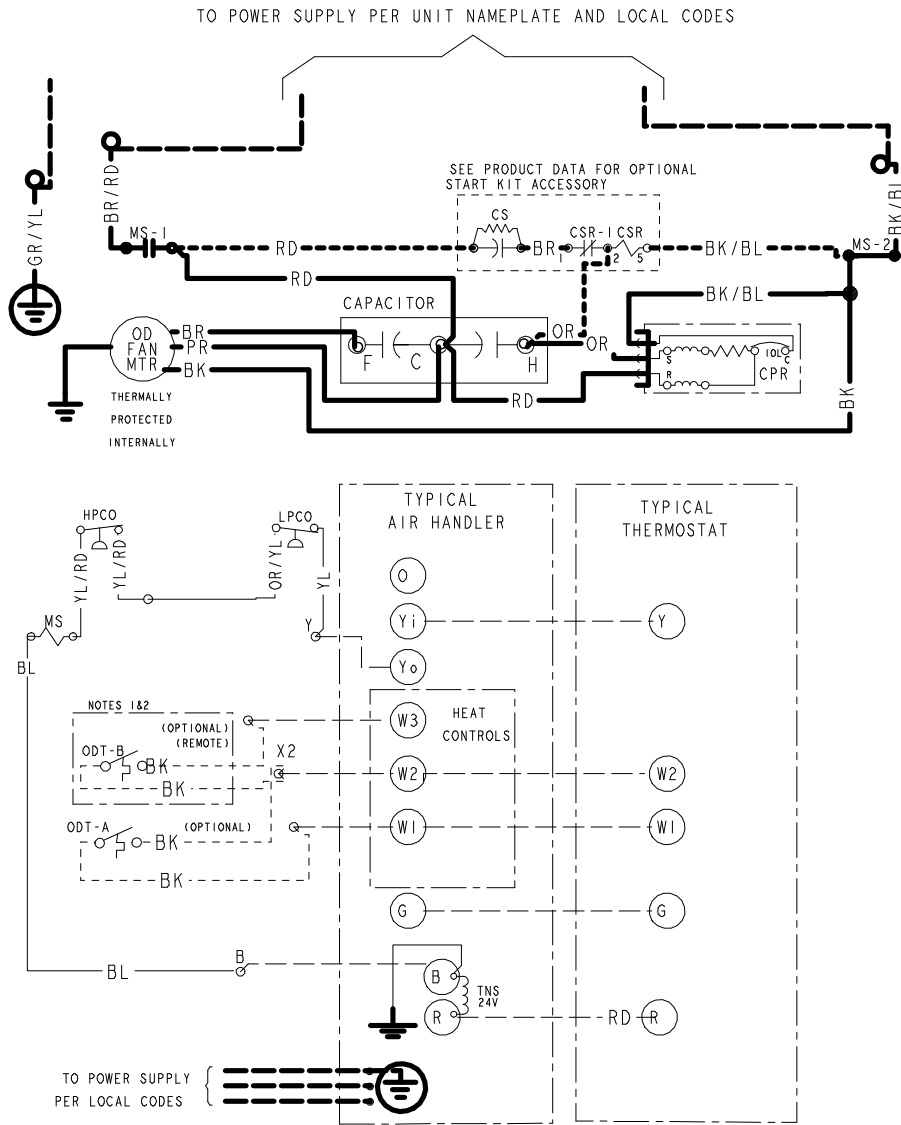 TO POWER SUPPLY PER UNIT NAMEPLATE AND LOCAL CODES
SEE PRODUCT DATA FOR OPTIONAL
START KIT ACCESSORY
GR/YL
BR/RD
BK/BL
MS-1
RD
CS
BR
CSR-1 CSR
1
2
5
BK/BL
MS-2
RD
BK/BL
CAPACITOR
OD
FAN
MTR
BR
PR
BK
F
C
H
OR
OR
S
R
IOL
C
CPR
RD
BK
THERMALLY
PROTECTED
INTERNALLY
HPCO
LPCO
YL/RD
YL/RD
OR/YL
YL
MS
Y
BL
TYPICAL
AIR HANDLER
TYPICAL
THERMOSTAT
O
Yi
Y
Yo
NOTES 1&2
(OPTIONAL)
(REMOTE)
W3
HEAT
CONTROLS
ODT-B
BK
BK
X2
W2
W2
ODT-A
BK
(OPTIONAL)
W1
W1
BK
G
G
BL
B
B
TNS
24V
R
RD
R
TO POWER SUPPLY
PER LOCAL CODES